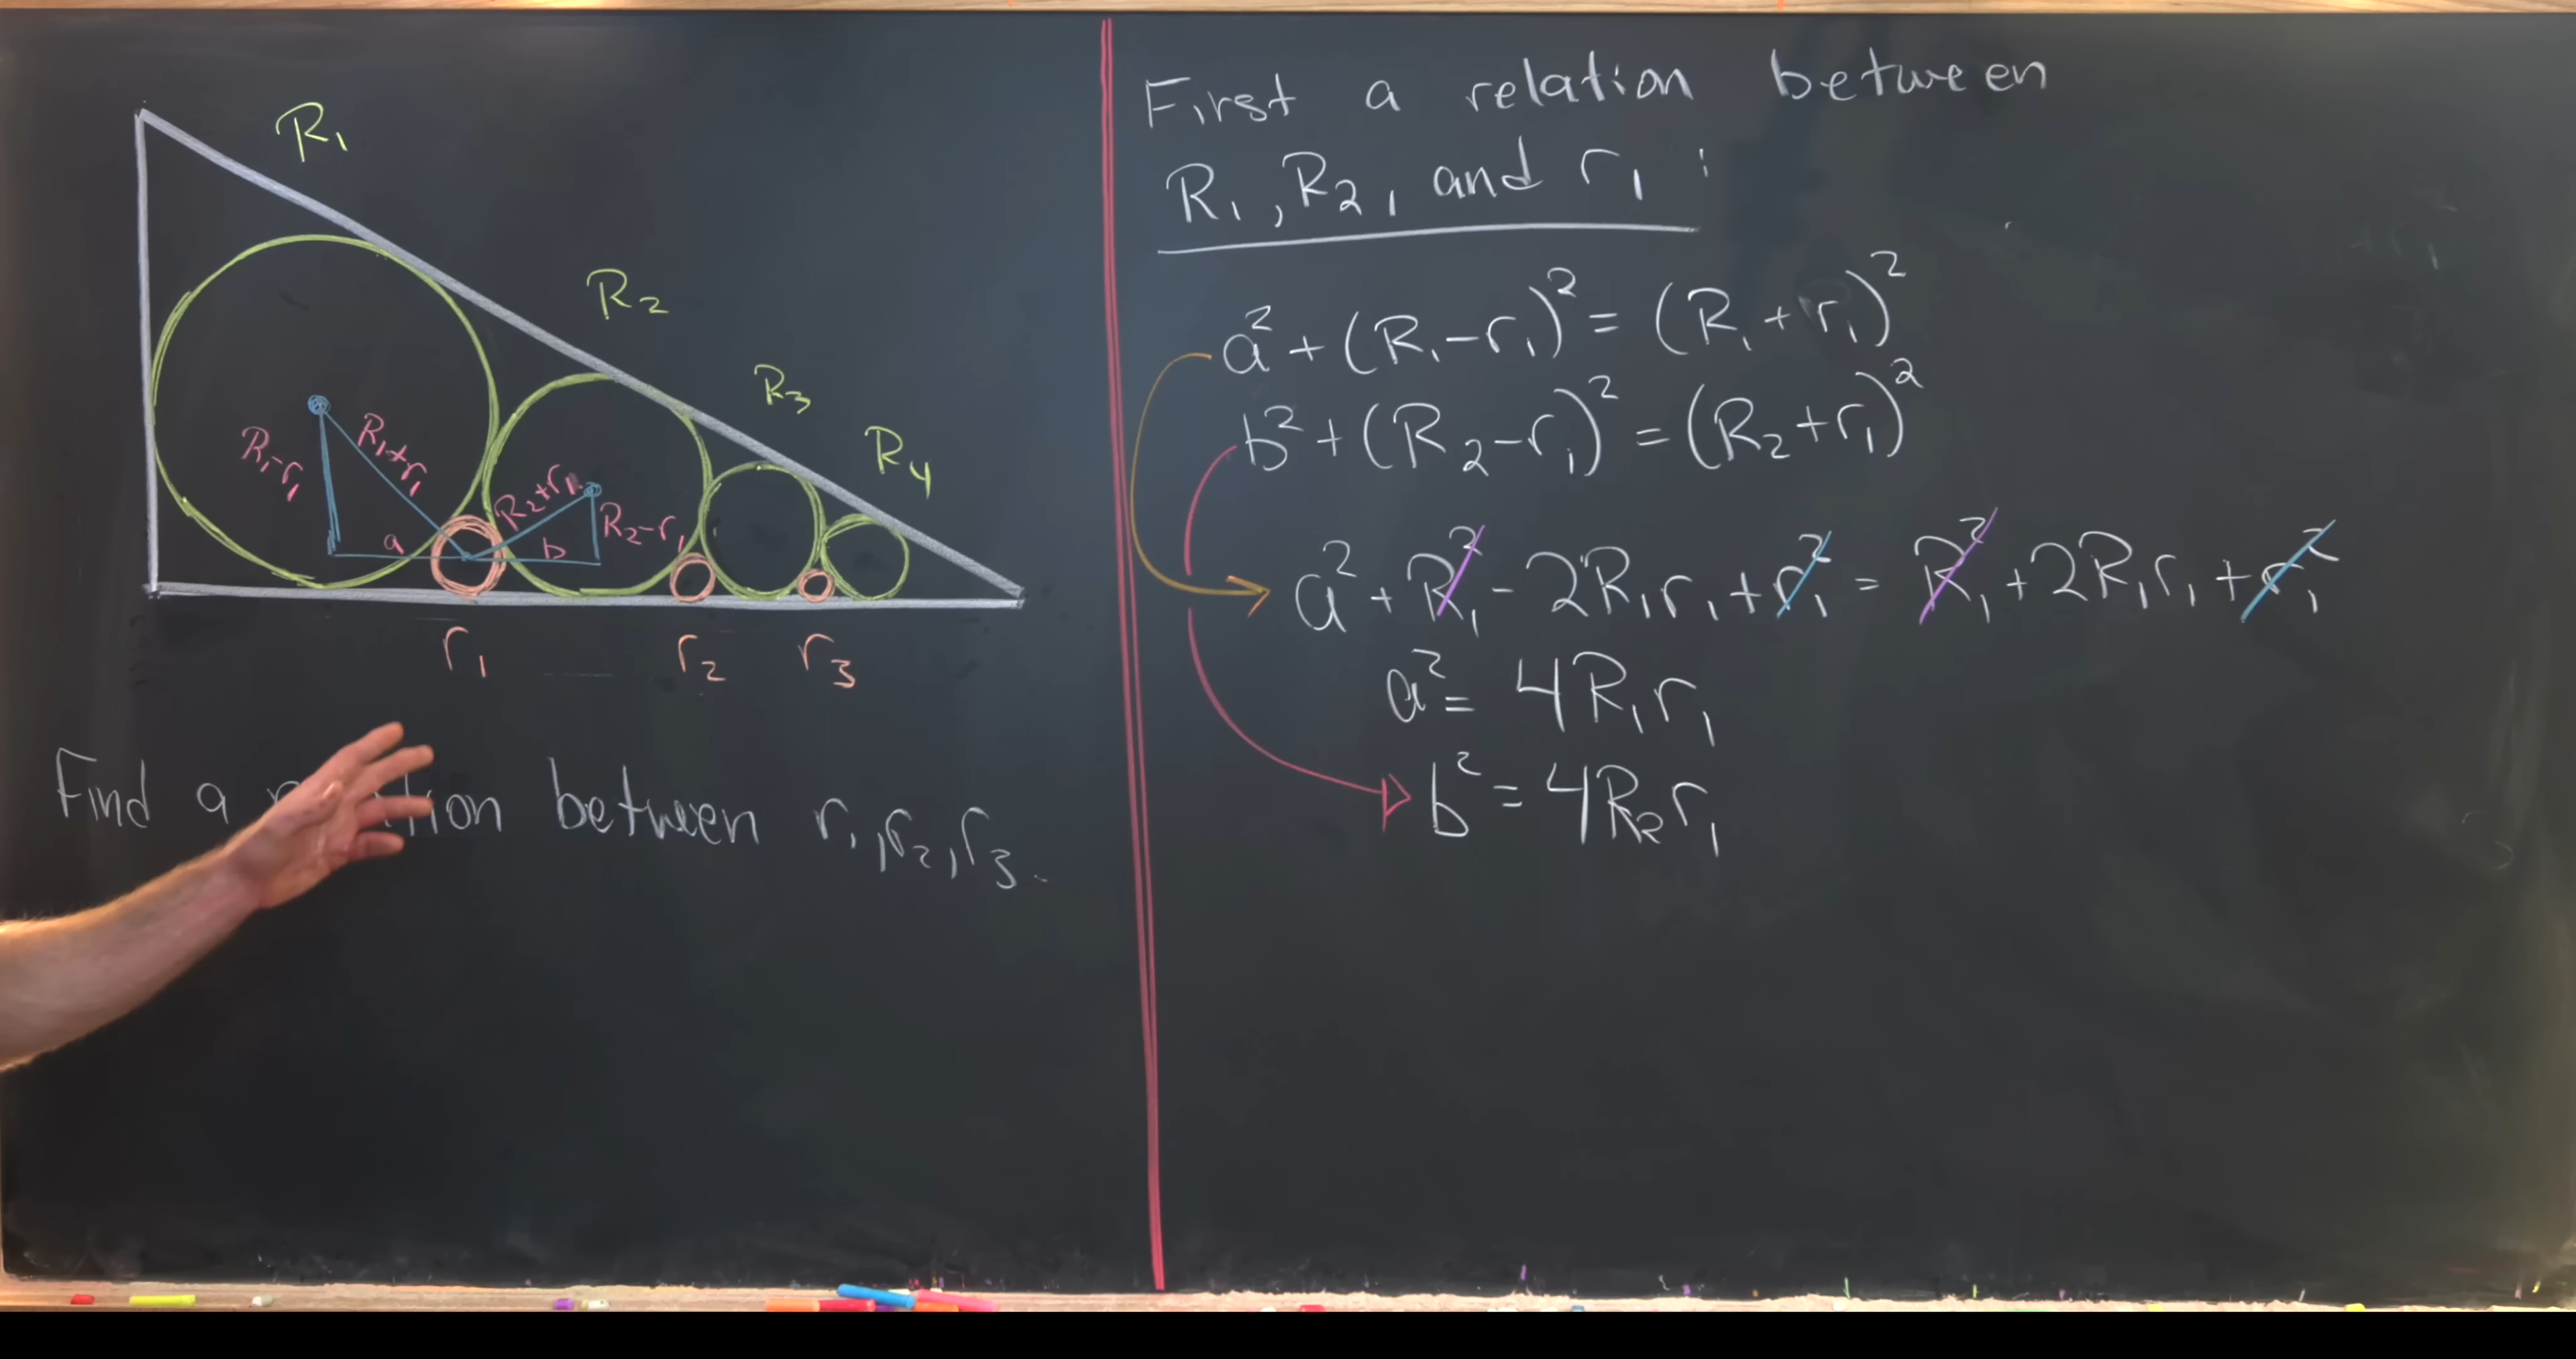 R₁
R₂
R₃
R₄
R₁-r₁
R₁+r₁
R₂+r₁
R₂-r₁
a
b
r₁
r₂
r₃
Find a between r₁,r₂,r₃.
First a relation between
R₁,R₂, and r₁ :
a²+(R₁-r₁)²=(R₁+r₁)²
b²+(R₂-r₁)²=(R₂+r₁)²
a²+R₁²-2R₁r₁+r₁²=R₁²+2R₁r₁+r₁²
a²=4R₁r₁
b²=4R₂r₁